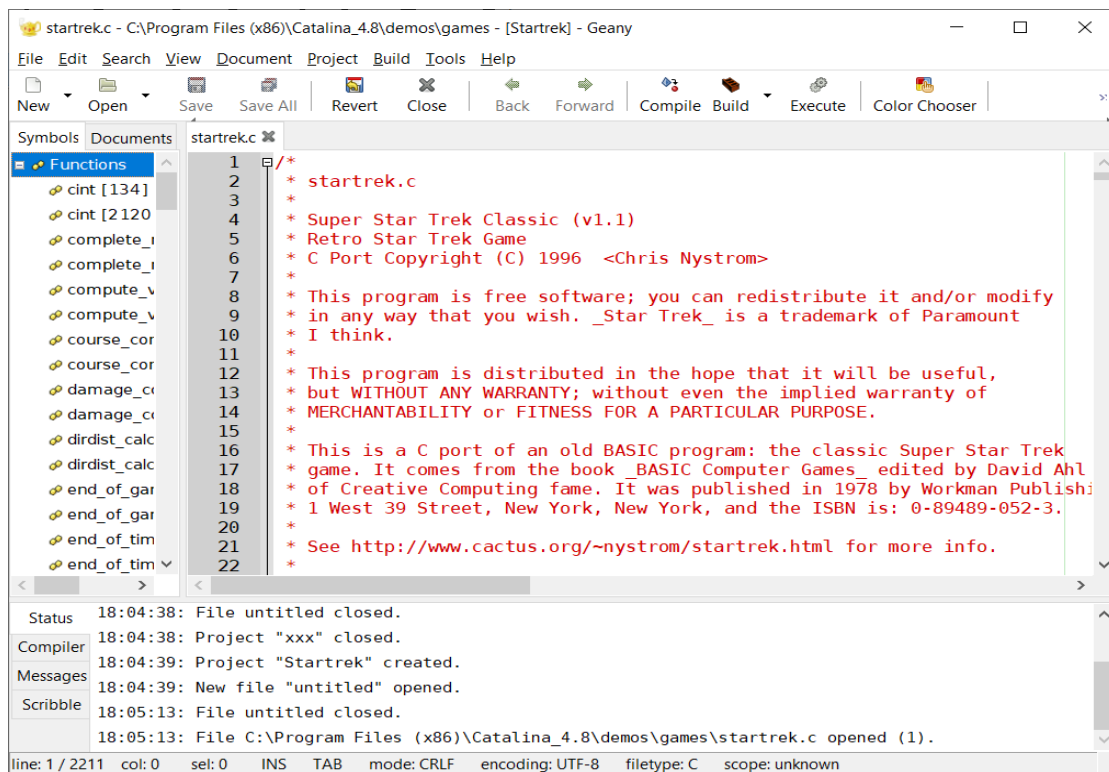 startrek.c - C:\Program Files (x86)\Catalina_4.8\demos\games - [Startrek] - Geany
File Edit Search View Document Project Build Tools Help
New Open Save Save All Revert Close Back Forward Compile Build Execute Color Chooser
Symbols Documents startrek.c
Functions
cint [134]
cint [2120
complete_
complete_
compute_v
compute_v
course_cor
course_cor
damage_c
damage_c
dirdist_calc
dirdist_calc
end_of_gar
end_of_gar
end_of_tim
end_of_tim
1 /*
2 * startrek.c
3 *
4 * Super Star Trek Classic (v1.1)
5 * Retro Star Trek Game
6 * C Port Copyright (C) 1996 <Chris Nystrom>
7 *
8 * This program is free software; you can redistribute it and/or modify
9 * in any way that you wish. _Star Trek_ is a trademark of Paramount
10 * I think.
11 *
12 * This program is distributed in the hope that it will be useful,
13 * but WITHOUT ANY WARRANTY; without even the implied warranty of
14 * MERCHANTABILITY or FITNESS FOR A PARTICULAR PURPOSE.
15 *
16 * This is a C port of an old BASIC program: the classic Super Star Trek
17 * game. It comes from the book _BASIC Computer Games_ edited by David Ahl
18 * of Creative Computing fame. It was published in 1978 by Workman Publishi
19 * 1 West 39 Street, New York, New York, and the ISBN is: 0-89489-052-3.
20 *
21 * See http://www.cactus.org/~nystrom/startrek.html for more info.
22 *
Status
Compiler
Messages
Scribble
18:04:38: File untitled closed.
18:04:38: Project "xxx" closed.
18:04:39: Project "Startrek" created.
18:04:39: New file "untitled" opened.
18:05:13: File untitled closed.
18:05:13: File C:\Program Files (x86)\Catalina_4.8\demos\games\startrek.c opened (1).
line: 1 / 2211 col: 0 sel: 0 INS TAB mode: CRLF encoding: UTF-8 filetype: C scope: unknown